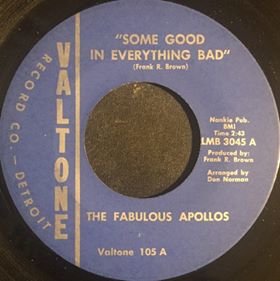 "SOME GOOD
IN EVERYTHING BAD"
(Frank R. Brown)
VALTONE
RECORD CO. - DETROIT
Nankie Pub.
BMI
Time 2:43
LMB 3045 A
Produced by:
Frank R. Brown
Arranged by
Don Norman
THE FABULOUS APOLLOS
Valtone 105 A